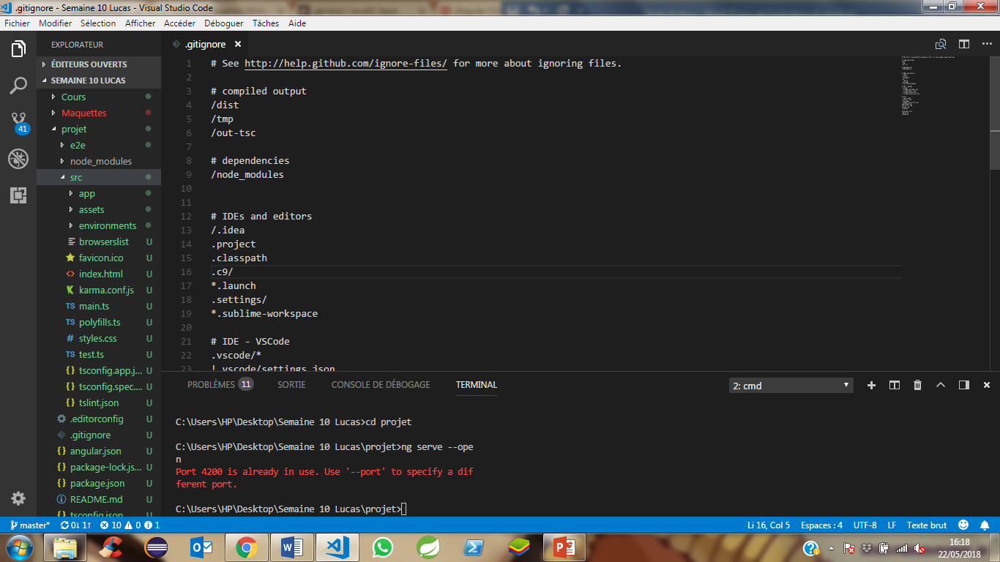 .gitignore - Semaine 10 Lucas - Visual Studio Code
Fichier Modifier Sélection Afficher Accéder Déboguer Tâches Aide
EXPLORATEUR
ÉDITEURS OUVERTS
SEMAINE 10 LUCAS
Cours
Maquettes
projet
e2e
node_modules
src
app
assets
environments
browserslist U
favicon.ico U
<> index.html U
karma.conf.js U
TS main.ts U
TS polyfills.ts U
# styles.css U
TS test.ts U
{} tsconfig.app.j... U
{} tsconfig.spec.... U
{} tslint.json U
.editorconfig U
.gitignore U
{} angular.json U
{} package-lock.js... U
{} package.json U
README.md U
{} tsconfig.json U
41
.gitignore ×
1 # See http://help.github.com/ignore-files/ for more about ignoring files.
2
3 # compiled output
4 /dist
5 /tmp
6 /out-tsc
7
8 # dependencies
9 /node_modules
10
11
12 # IDEs and editors
13 /.idea
14 .project
15 .classpath
16 .c9/
17 *.launch
18 .settings/
19 *.sublime-workspace
20
21 # IDE - VSCode
22 .vscode/*
23 !.vscode/settings.json
PROBLÈMES 11 SORTIE CONSOLE DE DÉBOGAGE TERMINAL 2: cmd
C:\Users\HP\Desktop\Semaine 10 Lucas>cd projet
C:\Users\HP\Desktop\Semaine 10 Lucas\projet>ng serve --ope
n
Port 4200 is already in use. Use '--port' to specify a dif
ferent port.
C:\Users\HP\Desktop\Semaine 10 Lucas\projet>
master* 0↓ 1↑ 10 0 1 Li 16, Col 5 Espaces : 4 UTF-8 LF Texte brut
16:18
22/05/2018